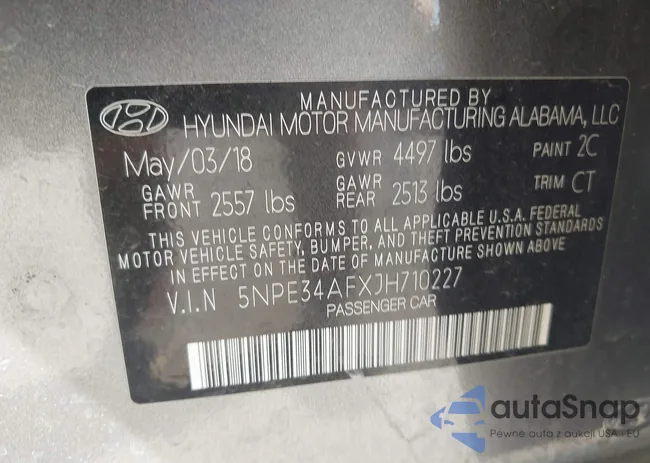 MANUFACTURED BY
HYUNDAI MOTOR MANUFACTURING ALABAMA, LLC
May/03/18 GVWR 4497 lbs PAINT 2C
GAWR FRONT 2557 lbs GAWR REAR 2513 lbs TRIM CT
THIS VEHICLE CONFORMS TO ALL APPLICABLE U.S.A. FEDERAL
MOTOR VEHICLE SAFETY, BUMPER, AND THEFT PREVENTION STANDARDS
IN EFFECT ON THE DATE OF MANUFACTURE SHOWN ABOVE
V.I.N 5NPE34AFXJH710227
PASSENGER CAR
autaSnap
Pewne auta z aukcji USA i EU